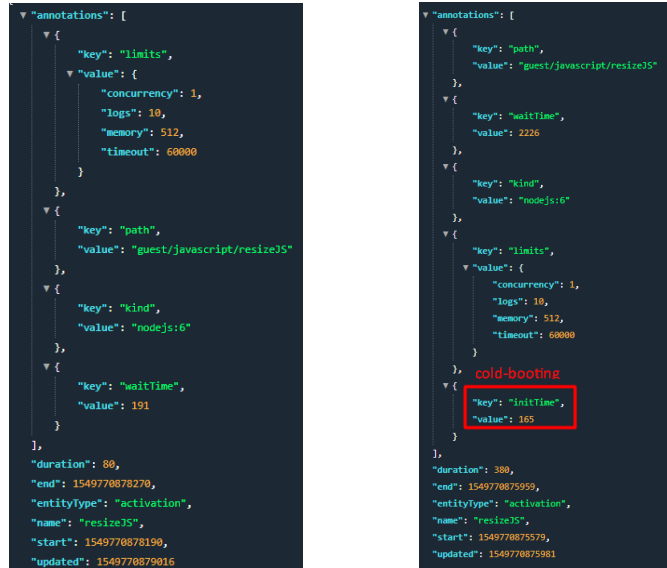 ▼ "annotations": [
▼ {
"key": "limits",
▼ "value": {
"concurrency": 1,
"logs": 10,
"memory": 512,
"timeout": 60000
}
},
▼ {
"key": "path",
"value": "guest/javascript/resizeJS"
},
▼ {
"key": "kind",
"value": "nodejs:6"
},
▼ {
"key": "waitTime",
"value": 191
}
],
"duration": 80,
"end": 1549770878270,
"entityType": "activation",
"name": "resizeJS",
"start": 1549770878190,
"updated": 1549770879016
▼ "annotations": [
▼ {
"key": "path",
"value": "guest/javascript/resizeJS"
},
▼ {
"key": "waitTime",
"value": 2226
},
▼ {
"key": "kind",
"value": "nodejs:6"
},
▼ {
"key": "limits",
▼ "value": {
"concurrency": 1,
"logs": 10,
"memory": 512,
"timeout": 60000
}
},
cold-booting
▼ {
"key": "initTime",
"value": 165
}
],
"duration": 380,
"end": 1549770875959,
"entityType": "activation",
"name": "resizeJS",
"start": 1549770875579,
"updated": 1549770875981